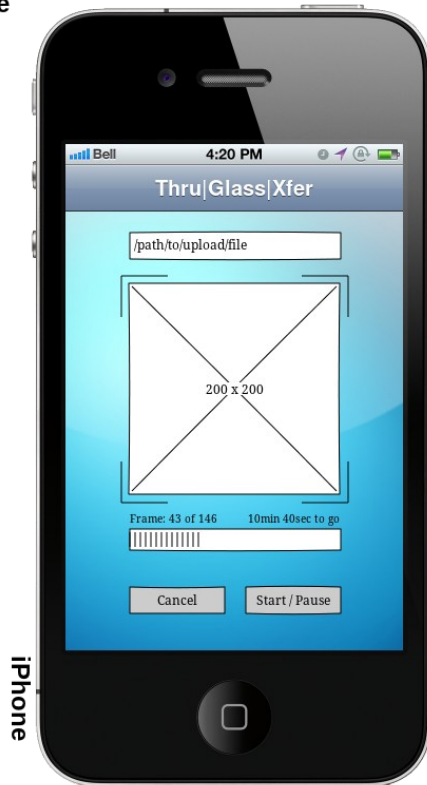 e
Bell 4:20 PM
Thru|Glass|Xfer
/path/to/upload/file
200 x 200
Frame: 43 of 146 10min 40sec to go
Cancel Start / Pause
iPhone